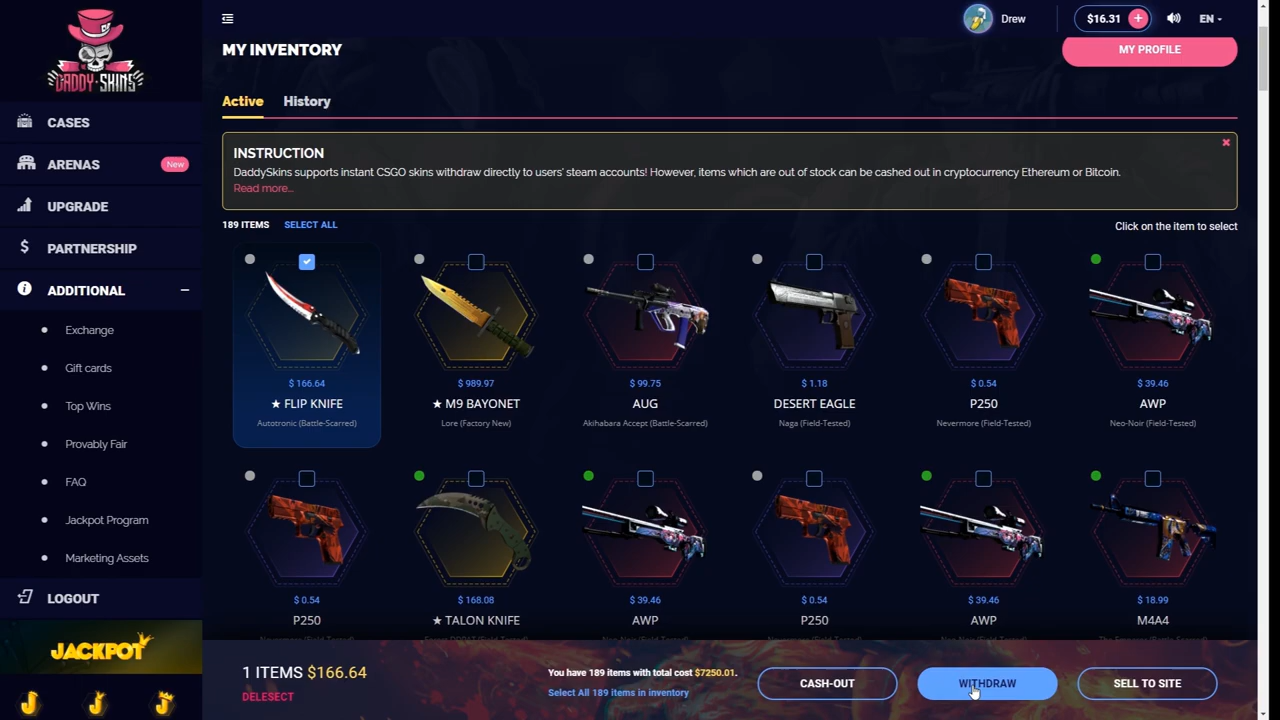 DADDY SKINS
Drew
$16.31
EN
MY INVENTORY
MY PROFILE
Active
History
INSTRUCTION
DaddySkins supports instant CSGO skins withdraw directly to users' steam accounts! However, items which are out of stock can be cashed out in cryptocurrency Ethereum or Bitcoin.
Read more...
CASES
ARENAS New
UPGRADE
PARTNERSHIP
ADDITIONAL
Exchange
Gift cards
Top Wins
Provably Fair
FAQ
Jackpot Program
Marketing Assets
LOGOUT
JACKPOT
189 ITEMS SELECT ALL
Click on the item to select
$ 166.64
★ FLIP KNIFE
Autotronic (Battle-Scarred)
$ 989.97
★ M9 BAYONET
Lore (Factory New)
$ 99.75
AUG
Akihabara Accept (Battle-Scarred)
$ 1.18
DESERT EAGLE
Naga (Field-Tested)
$ 0.54
P250
Nevermore (Field-Tested)
$ 39.46
AWP
Neo-Noir (Field-Tested)
$ 0.54
P250
$ 168.08
★ TALON KNIFE
$ 39.46
AWP
$ 0.54
P250
$ 39.46
AWP
$ 18.99
M4A4
1 ITEMS $166.64
DELESECT
You have 189 items with total cost $7250.01.
Select All 189 items in inventory
CASH-OUT
WITHDRAW
SELL TO SITE